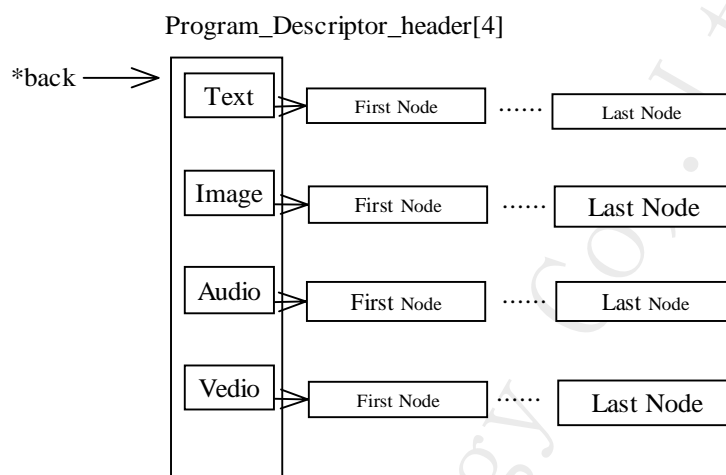 Program_Descriptor_header[4]
*back
Text First Node ...... Last Node
Image First Node ...... Last Node
Audio First Node ...... Last Node
Vedio First Node ...... Last Node